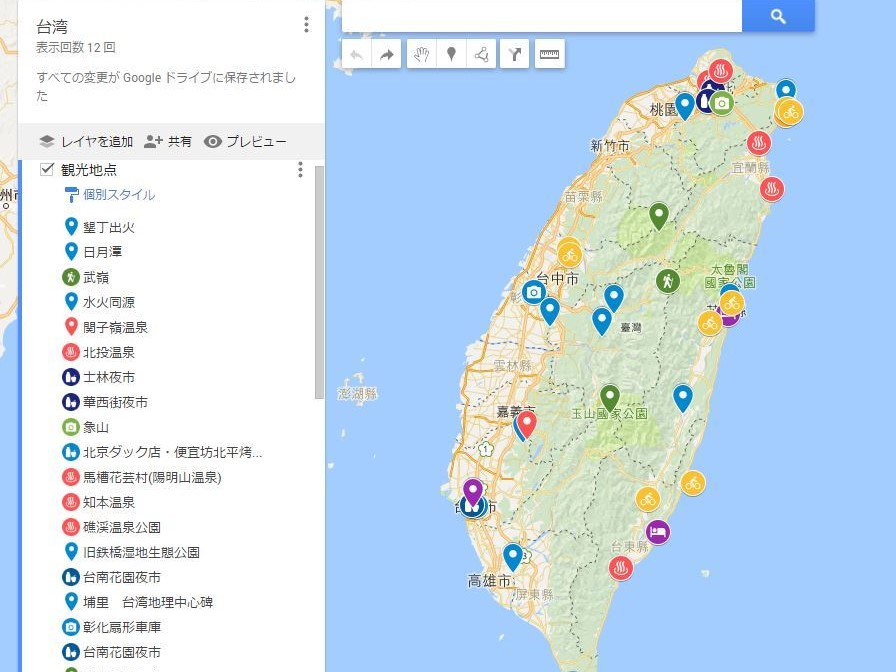 台湾
表示回数 12 回
すべての変更が Google ドライブに保存されまし
た
レイヤを追加
共有
プレビュー
観光地点
個別スタイル
墾丁出火
日月潭
武嶺
水火同源
関子嶺温泉
北投温泉
士林夜市
華西街夜市
象山
北京ダック店・便宜坊北平烤...
馬槽花芸村(陽明山温泉)
知本温泉
礁渓温泉公園
旧鉄橋湿地生態公園
台南花園夜市
埔里　台湾地理中心碑
彰化扇形車庫
台南花園夜市
州市
桃園
新竹市
宜蘭縣
苗栗縣
台中市
太魯閣
國家公園
臺灣
雲林縣
澎湖縣
嘉義市
玉山國家公園
1
市
台東縣
3
高雄市
屏東縣